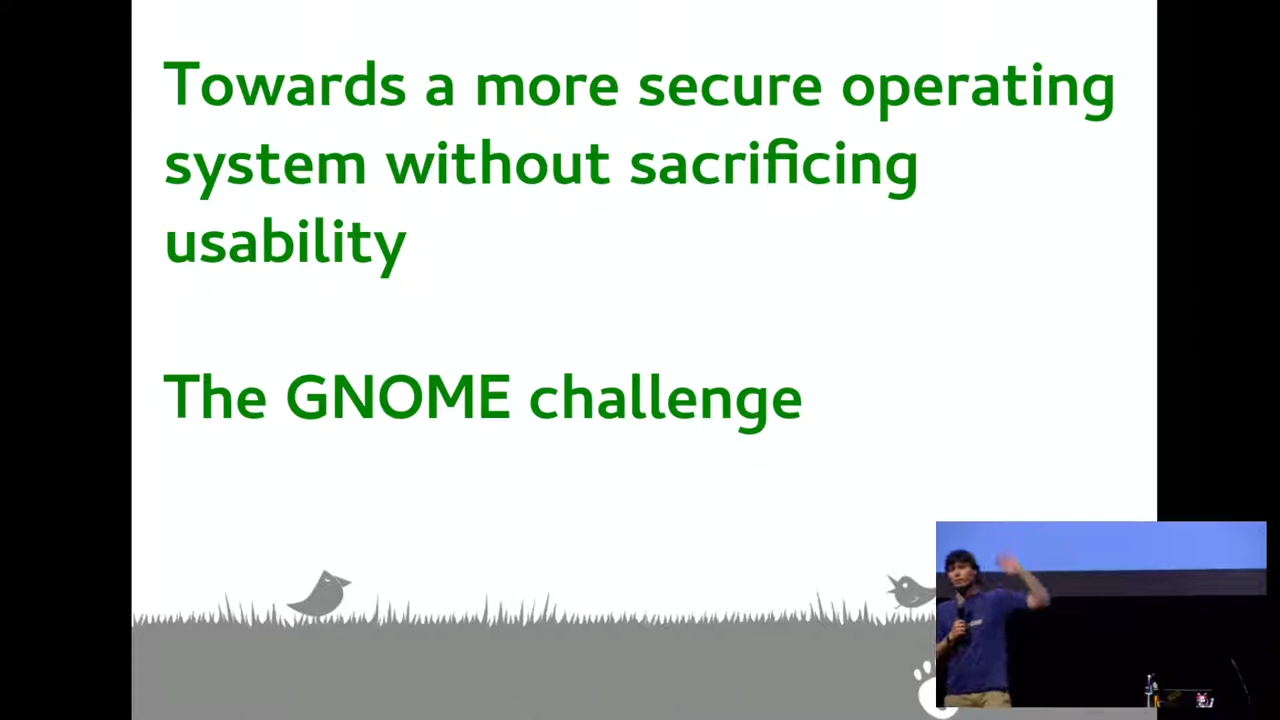 Towards a more secure operating
system without sacrificing
usability
The GNOME challenge